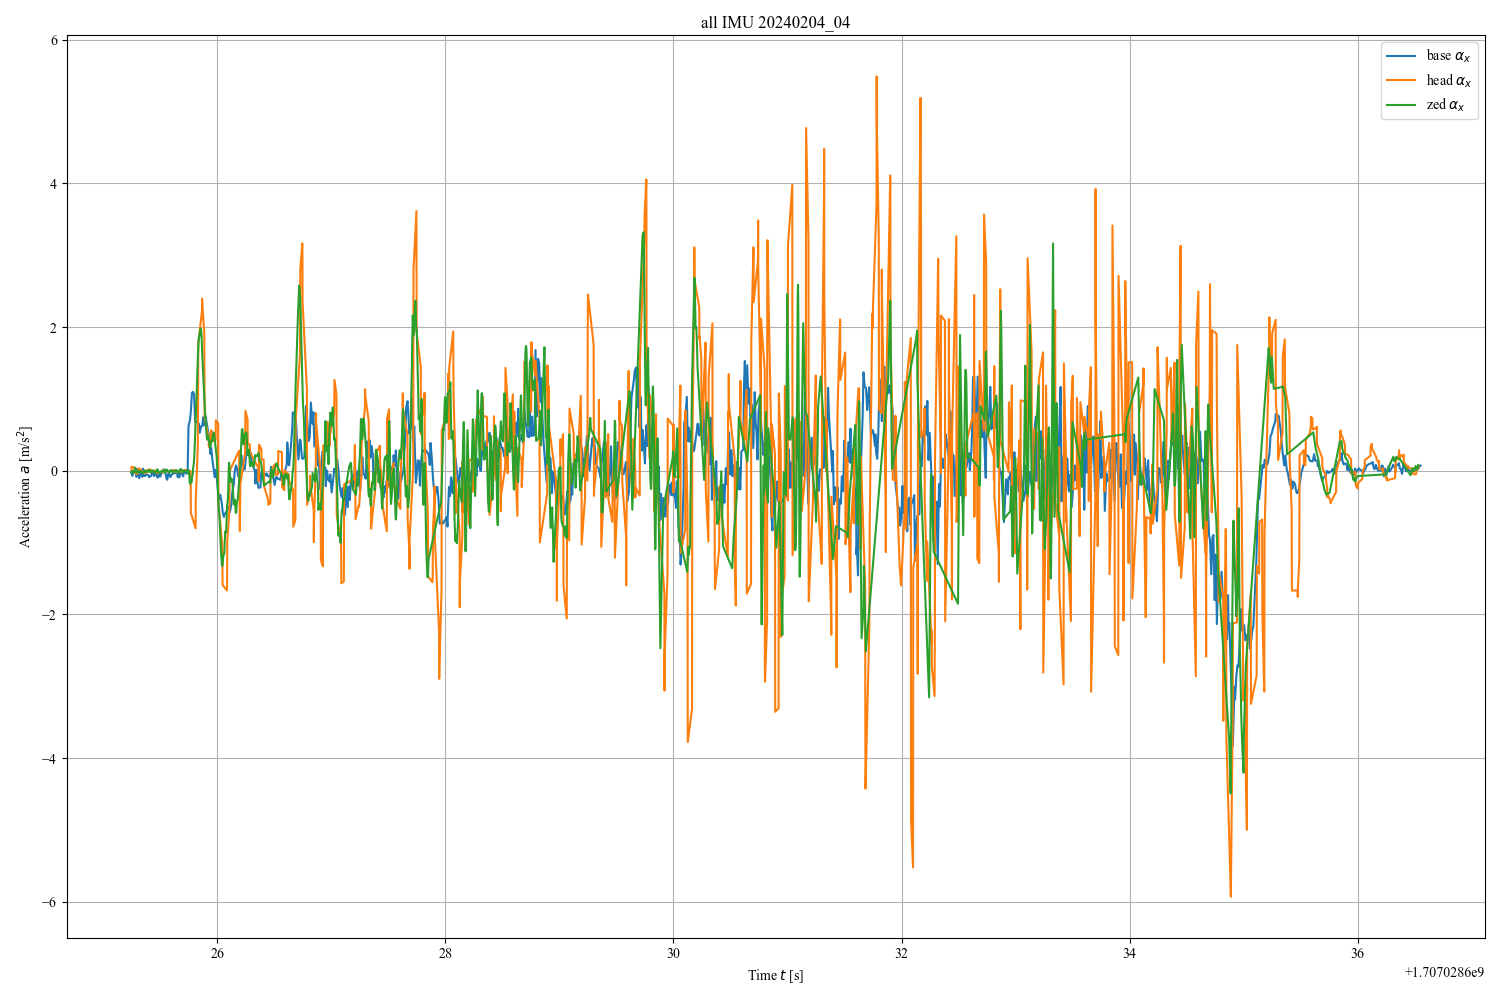 all IMU 20240204_04
6
4
2
0
−2
−4
−6
Acceleration a [m/s²]
base αx
head αx
zed αx
26
28
30
32
34
36
Time t [s]
+1.7070286e9